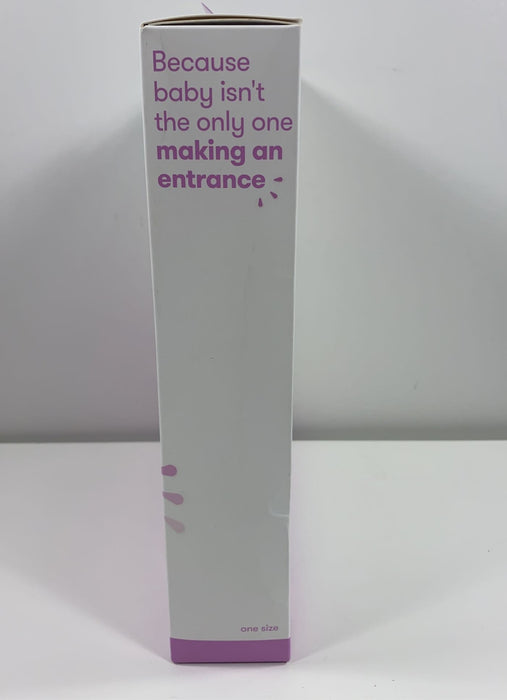 Because
baby isn't
the only one
making an
entrance
one size